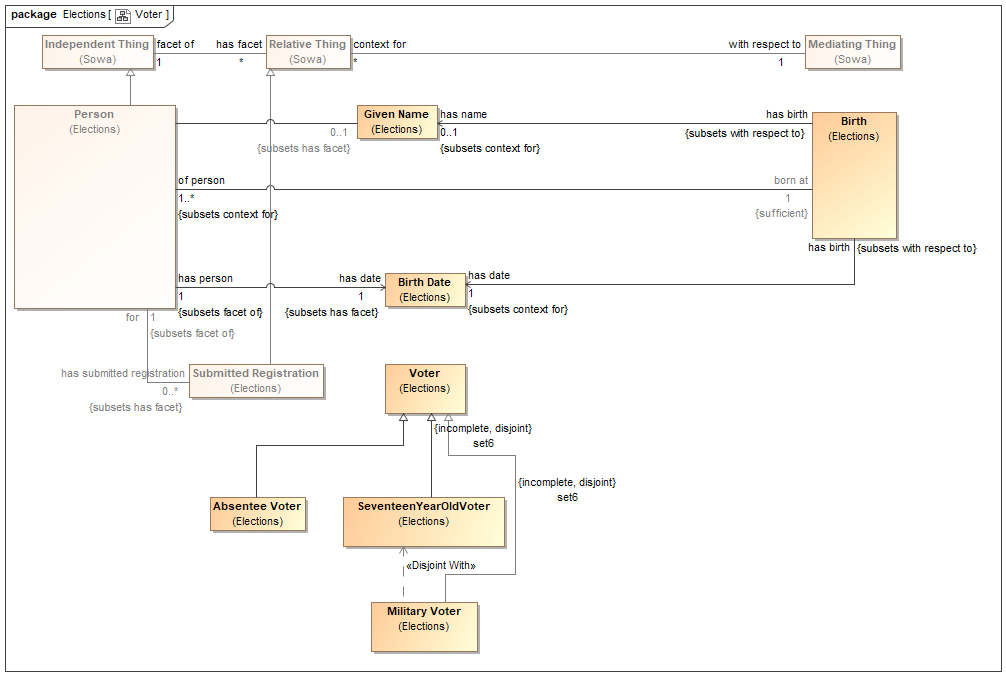 package Elections [ Voter ]
Independent Thing
(Sowa)
facet of
1
has facet
*
Relative Thing
(Sowa)
context for
*
with respect to
1
Mediating Thing
(Sowa)
Person
(Elections)
0..1
{subsets has facet}
Given Name
(Elections)
has name
0..1
{subsets context for}
has birth
{subsets with respect to}
Birth
(Elections)
of person
1..*
{subsets context for}
born at
1
{sufficient}
has birth
{subsets with respect to}
has person
1
{subsets facet of}
has date
1
{subsets has facet}
Birth Date
(Elections)
has date
1
{subsets context for}
for
1
{subsets facet of}
has submitted registration
0..*
{subsets has facet}
Submitted Registration
(Elections)
Voter
(Elections)
{incomplete, disjoint}
set6
{incomplete, disjoint}
set6
Absentee Voter
(Elections)
SeventeenYearOldVoter
(Elections)
«Disjoint With»
Military Voter
(Elections)